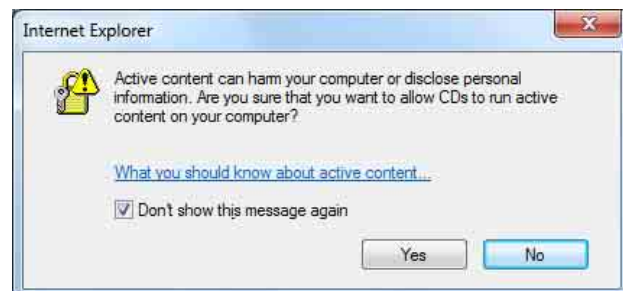 Internet Explorer
Active content can harm your computer or disclose personal
information. Are you sure that you want to allow CDs to run active
content on your computer?
What you should know about active content...
Don't show this message again
Yes
No